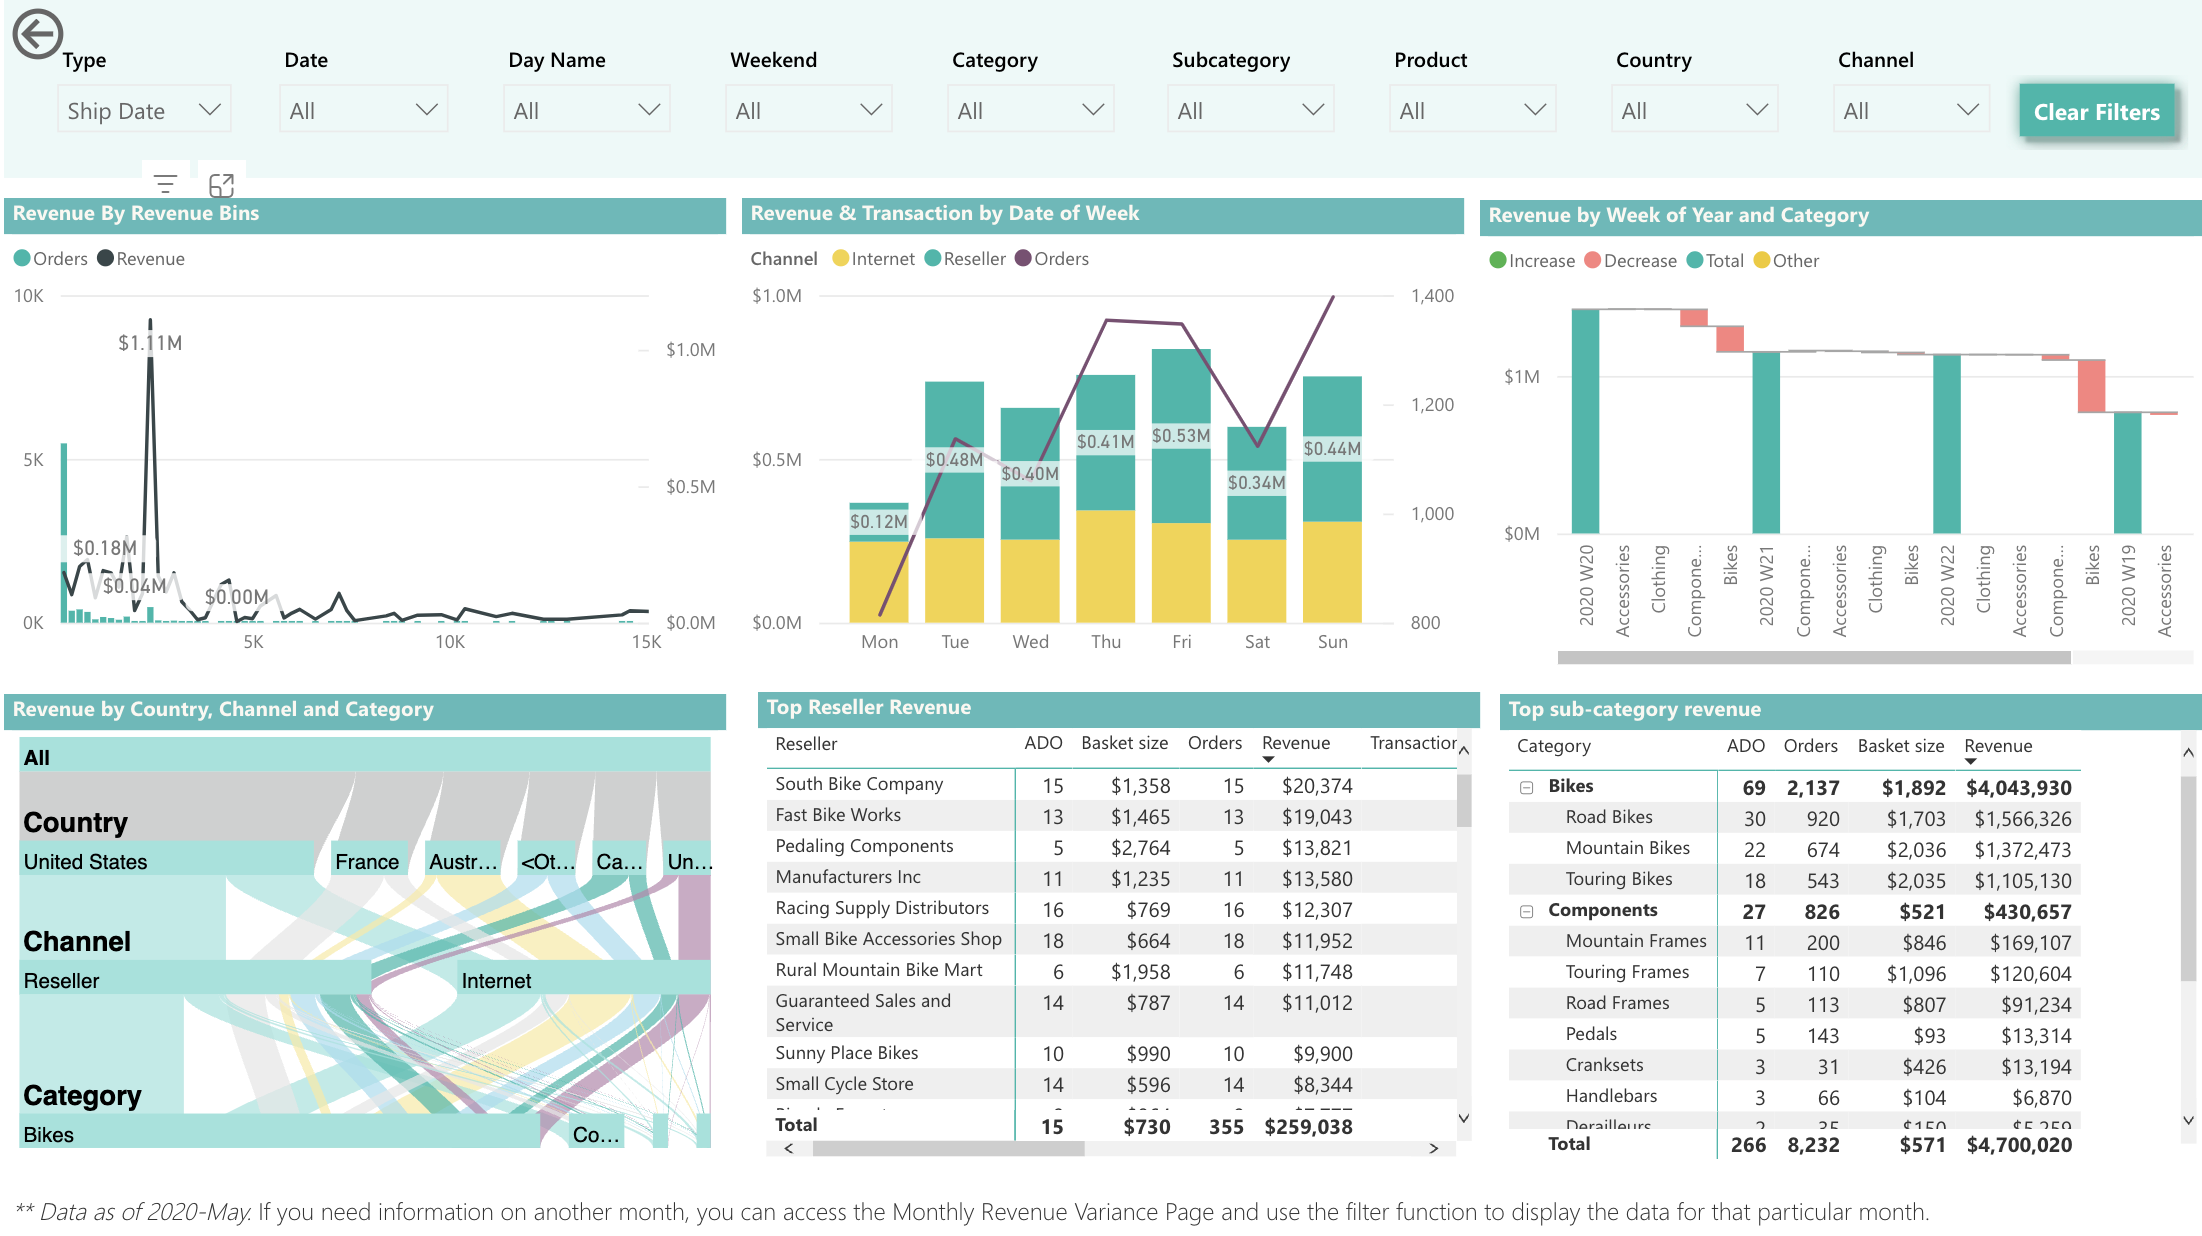 Type Date Day Name Weekend Category Subcategory Product Country Channel
Ship Date All All All All All All All All Clear Filters
Revenue By Revenue Bins
Orders Revenue
10K
5K
0K
$1.0M
$0.5M
$0.0M
$1.11M
$0.18M
$0.04M
$0.00M
5K 10K 15K
Revenue & Transaction by Date of Week
Channel Internet Reseller Orders
$1.0M
$0.5M
$0.0M
1,400
1,200
1,000
800
$0.12M $0.48M $0.40M $0.41M $0.53M $0.34M $0.44M
Mon Tue Wed Thu Fri Sat Sun
Revenue by Week of Year and Category
Increase Decrease Total Other
$1M
$0M
2020 W20
Accessories
Clothing
Compone...
Bikes
2020 W21
Compone...
Accessories
Clothing
Bikes
2020 W22
Clothing
Accessories
Compone...
Bikes
2020 W19
Accessories
Revenue by Country, Channel and Category
All
Country
United States France Austr... <Ot... Ca... Un...
Channel
Reseller Internet
Category
Bikes Co...
Top Reseller Revenue
Reseller ADO Basket size Orders Revenue Transaction
South Bike Company 15 $1,358 15 $20,374
Fast Bike Works 13 $1,465 13 $19,043
Pedaling Components 5 $2,764 5 $13,821
Manufacturers Inc 11 $1,235 11 $13,580
Racing Supply Distributors 16 $769 16 $12,307
Small Bike Accessories Shop 18 $664 18 $11,952
Rural Mountain Bike Mart 6 $1,958 6 $11,748
Guaranteed Sales and 14 $787 14 $11,012
Service
Sunny Place Bikes 10 $990 10 $9,900
Small Cycle Store 14 $596 14 $8,344
Total 15 $730 355 $259,038
Top sub-category revenue
Category ADO Orders Basket size Revenue
Bikes 69 2,137 $1,892 $4,043,930
Road Bikes 30 920 $1,703 $1,566,326
Mountain Bikes 22 674 $2,036 $1,372,473
Touring Bikes 18 543 $2,035 $1,105,130
Components 27 826 $521 $430,657
Mountain Frames 11 200 $846 $169,107
Touring Frames 7 110 $1,096 $120,604
Road Frames 5 113 $807 $91,234
Pedals 5 143 $93 $13,314
Cranksets 3 31 $426 $13,194
Handlebars 3 66 $104 $6,870
Derailleurs
Total 266 8,232 $571 $4,700,020
** Data as of 2020-May. If you need information on another month, you can access the Monthly Revenue Variance Page and use the filter function to display the data for that particular month.